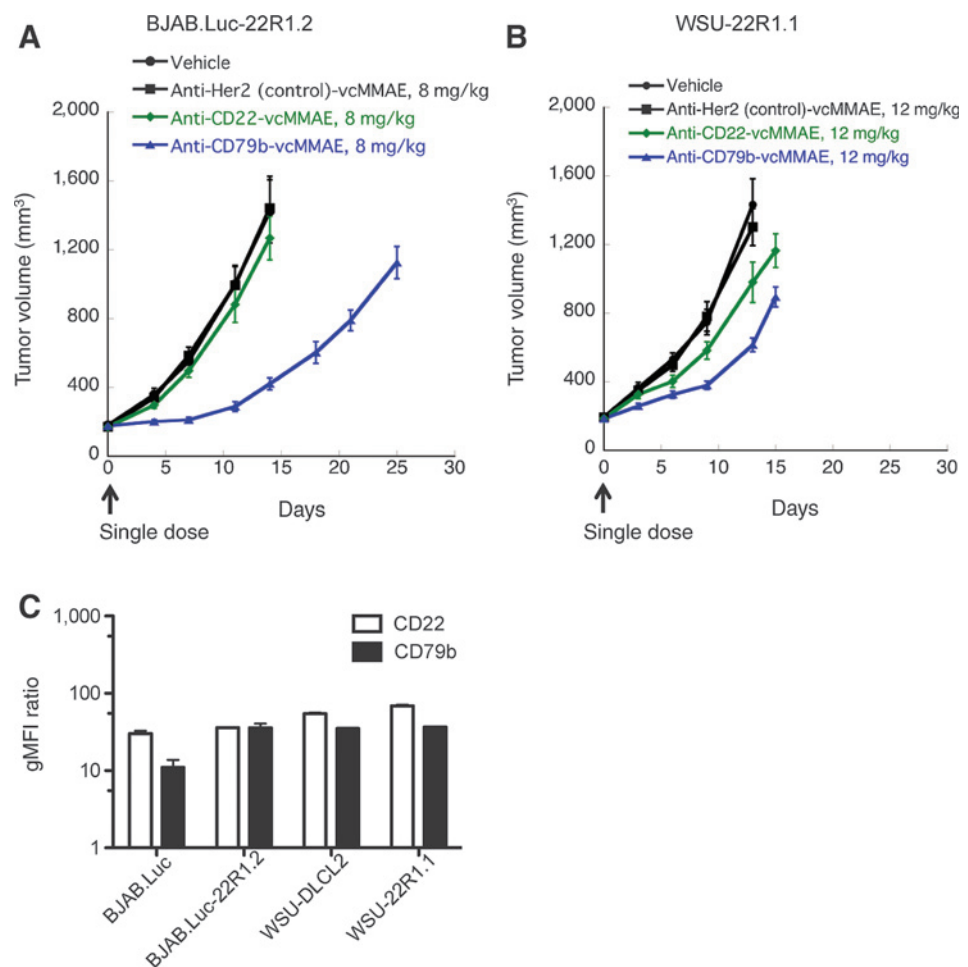 A
BJAB.Luc-22R1.2
Vehicle
Anti-Her2 (control)-vcMMAE, 8 mg/kg
Anti-CD22-vcMMAE, 8 mg/kg
Anti-CD79b-vcMMAE, 8 mg/kg
2,000
1,600
1,200
800
400
0
Tumor volume (mm³)
0 5 10 15 20 25 30
Days
Single dose
B
WSU-22R1.1
Vehicle
Anti-Her2 (control)-vcMMAE, 12 mg/kg
Anti-CD22-vcMMAE, 12 mg/kg
Anti-CD79b-vcMMAE, 12 mg/kg
2,000
1,600
1,200
800
400
0
Tumor volume (mm³)
0 5 10 15 20 25 30
Days
Single dose
C
CD22
CD79b
1,000
100
10
1
gMFI ratio
BJAB.Luc
BJAB.Luc-22R1.2
WSU-DLCL2
WSU-22R1.1